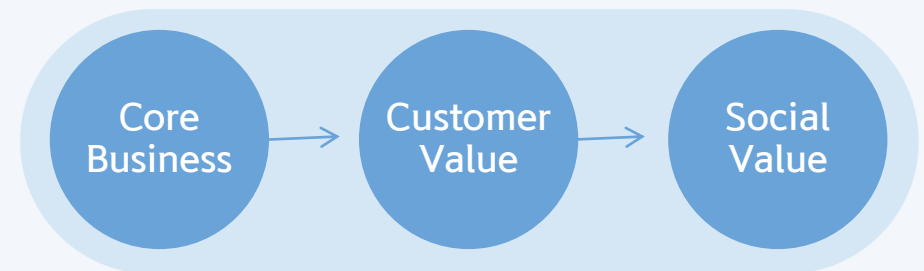 Core
Business
Customer
Value
Social
Value